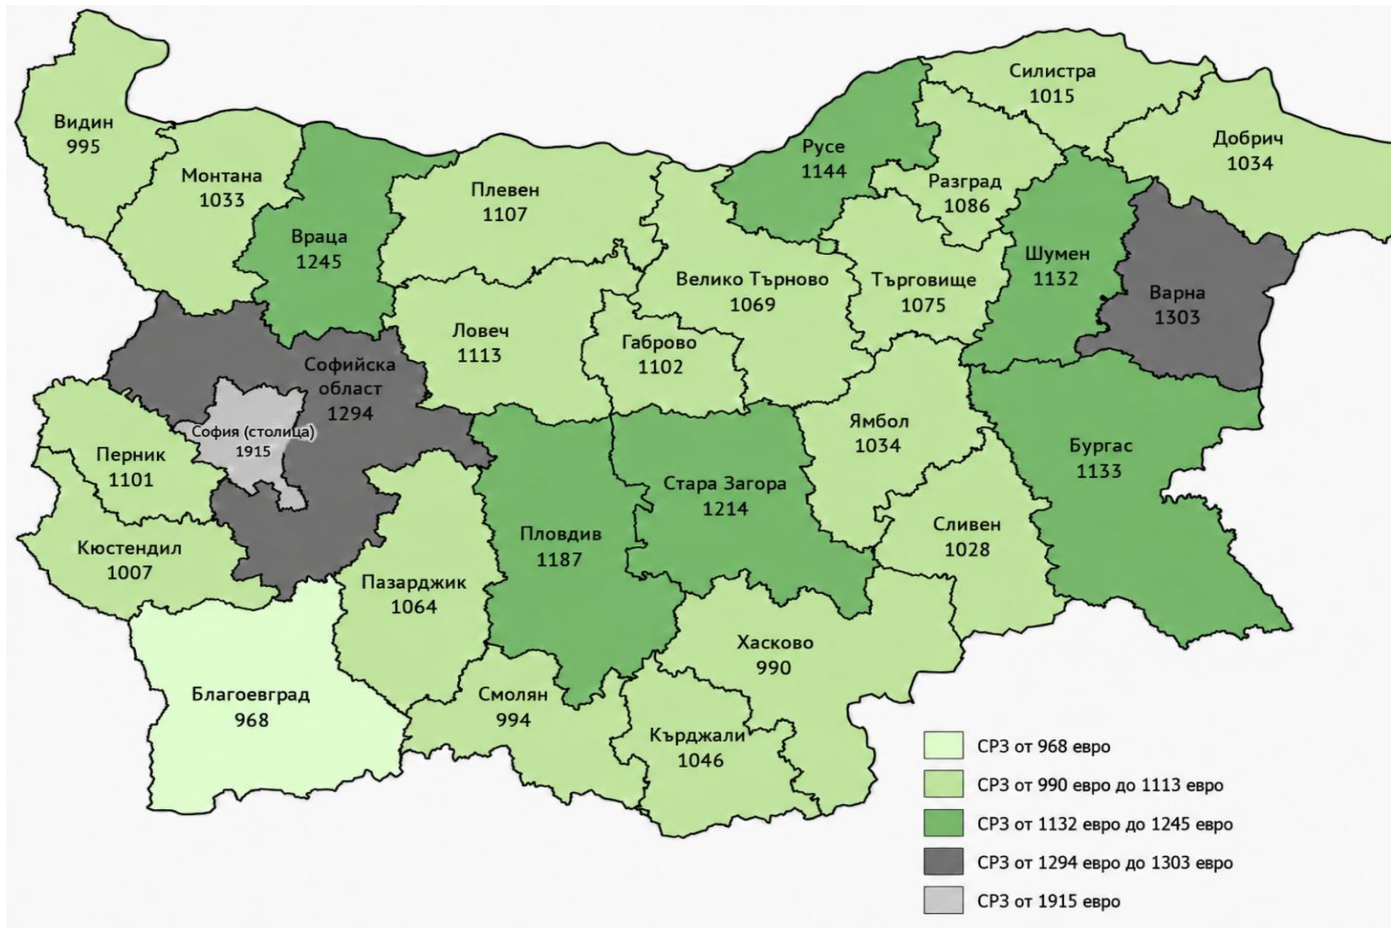 Силистра
1015
Видин
995
Добрич
1034
Русе
1144
Монтана
1033
Плевен
1107
Разград
1086
Враца
1245
Шумен
1132
Велико Търново
1069
Търговище
1075
Варна
1303
Ловеч
1113
Габрово
1102
Софийска
област
1294
София (столица)
1915
Ямбол
1034
Бургас
1133
Перник
1101
Стара Загора
1214
Пловдив
1187
Сливен
1028
Кюстендил
1007
Пазарджик
1064
Хасково
990
Благоевград
968
Смолян
994
Кърджали
1046
СРЗ от 968 евро
СРЗ от 990 евро до 1113 евро
СРЗ от 1132 евро до 1245 евро
СРЗ от 1294 евро до 1303 евро
СРЗ от 1915 евро